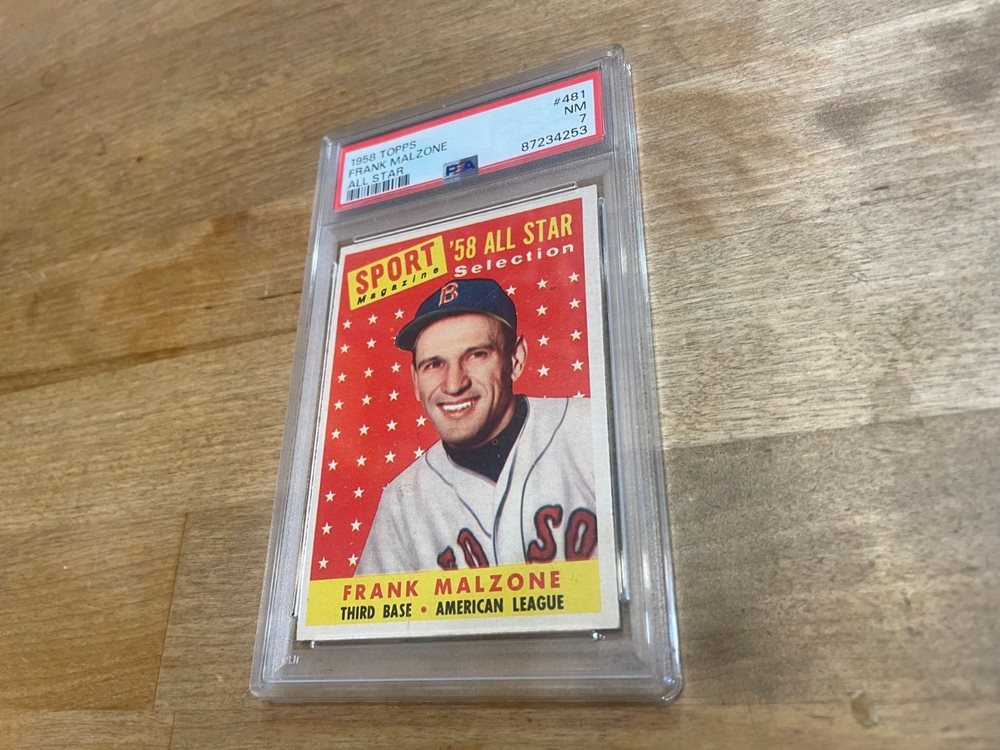 1958 TOPPS
FRANK MALZONE
ALL STAR
#481
NM
7
87234253
PSA
SPORT
Magazine
'58 ALL STAR
Selection
B
SO
FRANK MALZONE
THIRD BASE • AMERICAN LEAGUE